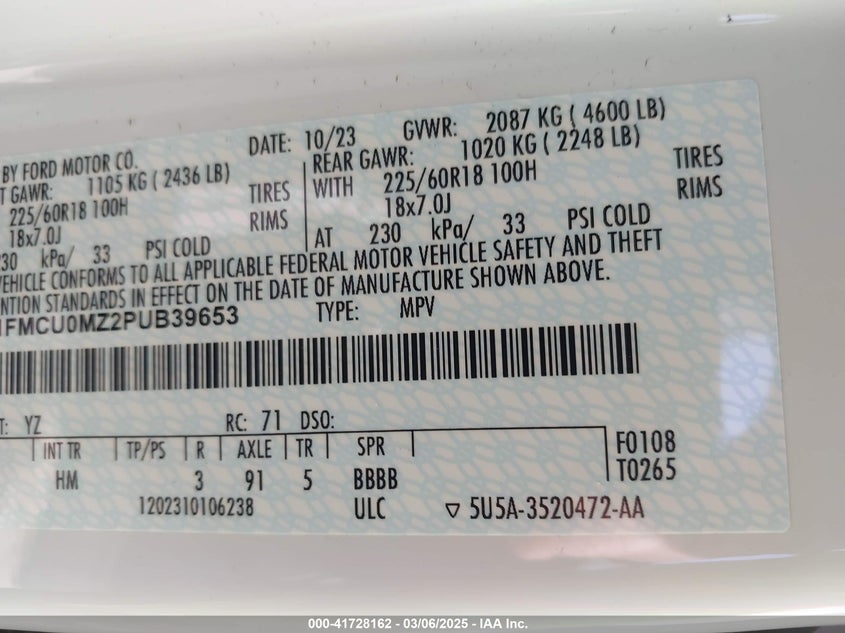 BY FORD MOTOR CO. DATE: 10/23 GVWR: 2087 KG ( 4600 LB)
GAWR: 1105 KG ( 2436 LB) REAR GAWR: 1020 KG ( 2248 LB)
225/60R18 100H TIRES WITH 225/60R18 100H TIRES
18x7.0J RIMS 18x7.0J RIMS
kPa/ 33 PSI COLD AT 230 kPa/ 33 PSI COLD
VEHICLE CONFORMS TO ALL APPLICABLE FEDERAL MOTOR VEHICLE SAFETY AND THEFT
STANDARDS IN EFFECT ON THE DATE OF MANUFACTURE SHOWN ABOVE.
FMCU0MZ2PUB39653 TYPE: MPV
YZ RC: 71 DSO:
INT TR TP/PS R AXLE TR SPR F0108
HM 3 91 5 BBBB T0265
1202310106238 ULC ▽ 5U5A-3520472-AA
000-41728162 - 03/06/2025 - IAA Inc.